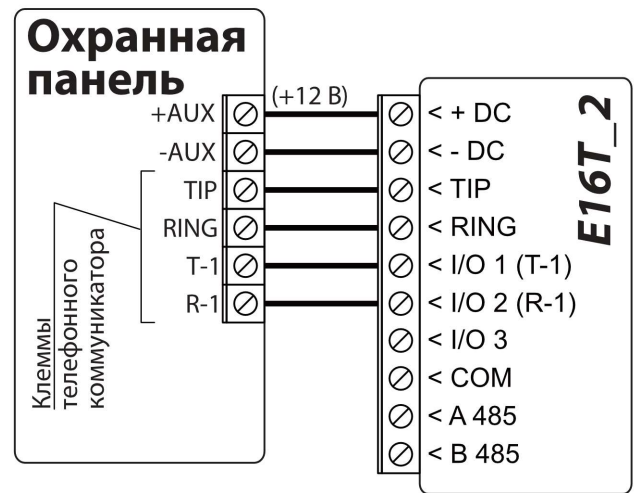 Охранная
панель
+AUX
-AUX
TIP
RING
T-1
R-1
Клеммы
телефонного
коммуникатора
(+12 В)
< + DC
< - DC
< TIP
< RING
< I/O 1 (T-1)
< I/O 2 (R-1)
< I/O 3
< COM
< A 485
< B 485
E16T_2